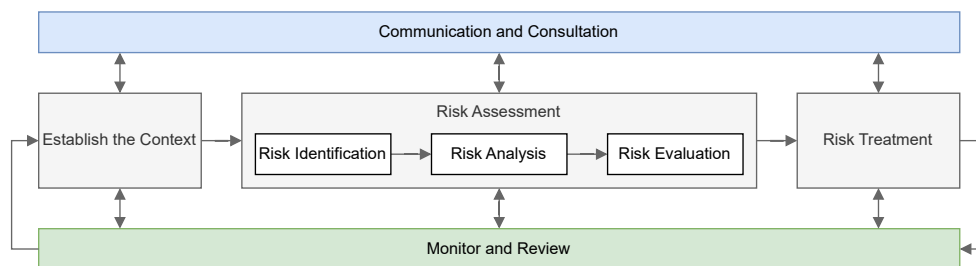 Communication and Consultation
Risk Assessment
Establish the Context
Risk Identification
Risk Analysis
Risk Evaluation
Risk Treatment
Monitor and Review